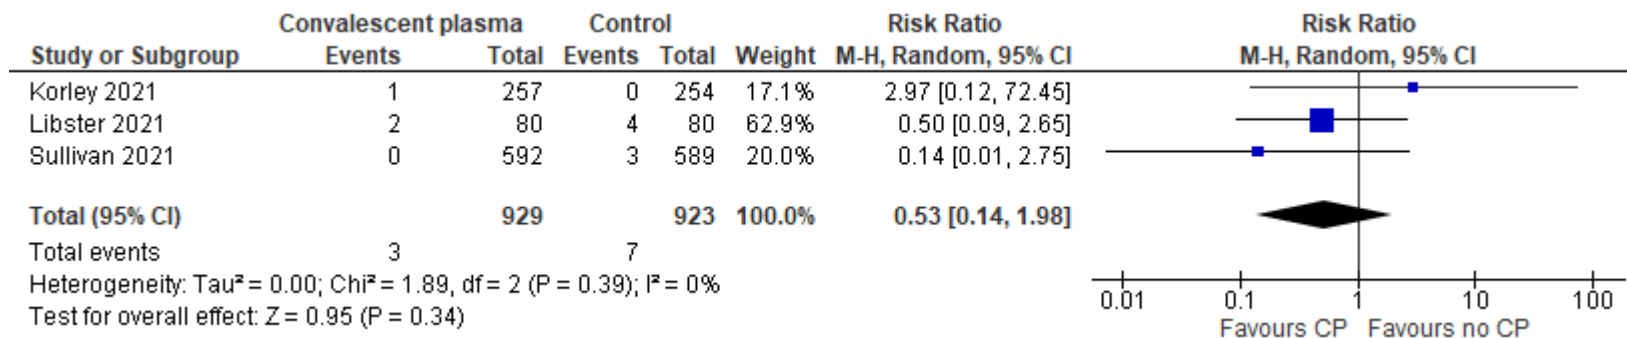 Convalescent plasma Control Risk Ratio Risk Ratio
Study or Subgroup Events Total Events Total Weight M-H, Random, 95% CI M-H, Random, 95% CI
Korley 2021 1 257 0 254 17.1% 2.97 [0.12, 72.45]
Libster 2021 2 80 4 80 62.9% 0.50 [0.09, 2.65]
Sullivan 2021 0 592 3 589 20.0% 0.14 [0.01, 2.75]
Total (95% CI) 929 923 100.0% 0.53 [0.14, 1.98]
Total events 3 7
Heterogeneity: Tau² = 0.00; Chi² = 1.89, df = 2 (P = 0.39); I² = 0%
Test for overall effect: Z = 0.95 (P = 0.34)
0.01 0.1 1 10 100
Favours CP Favours no CP